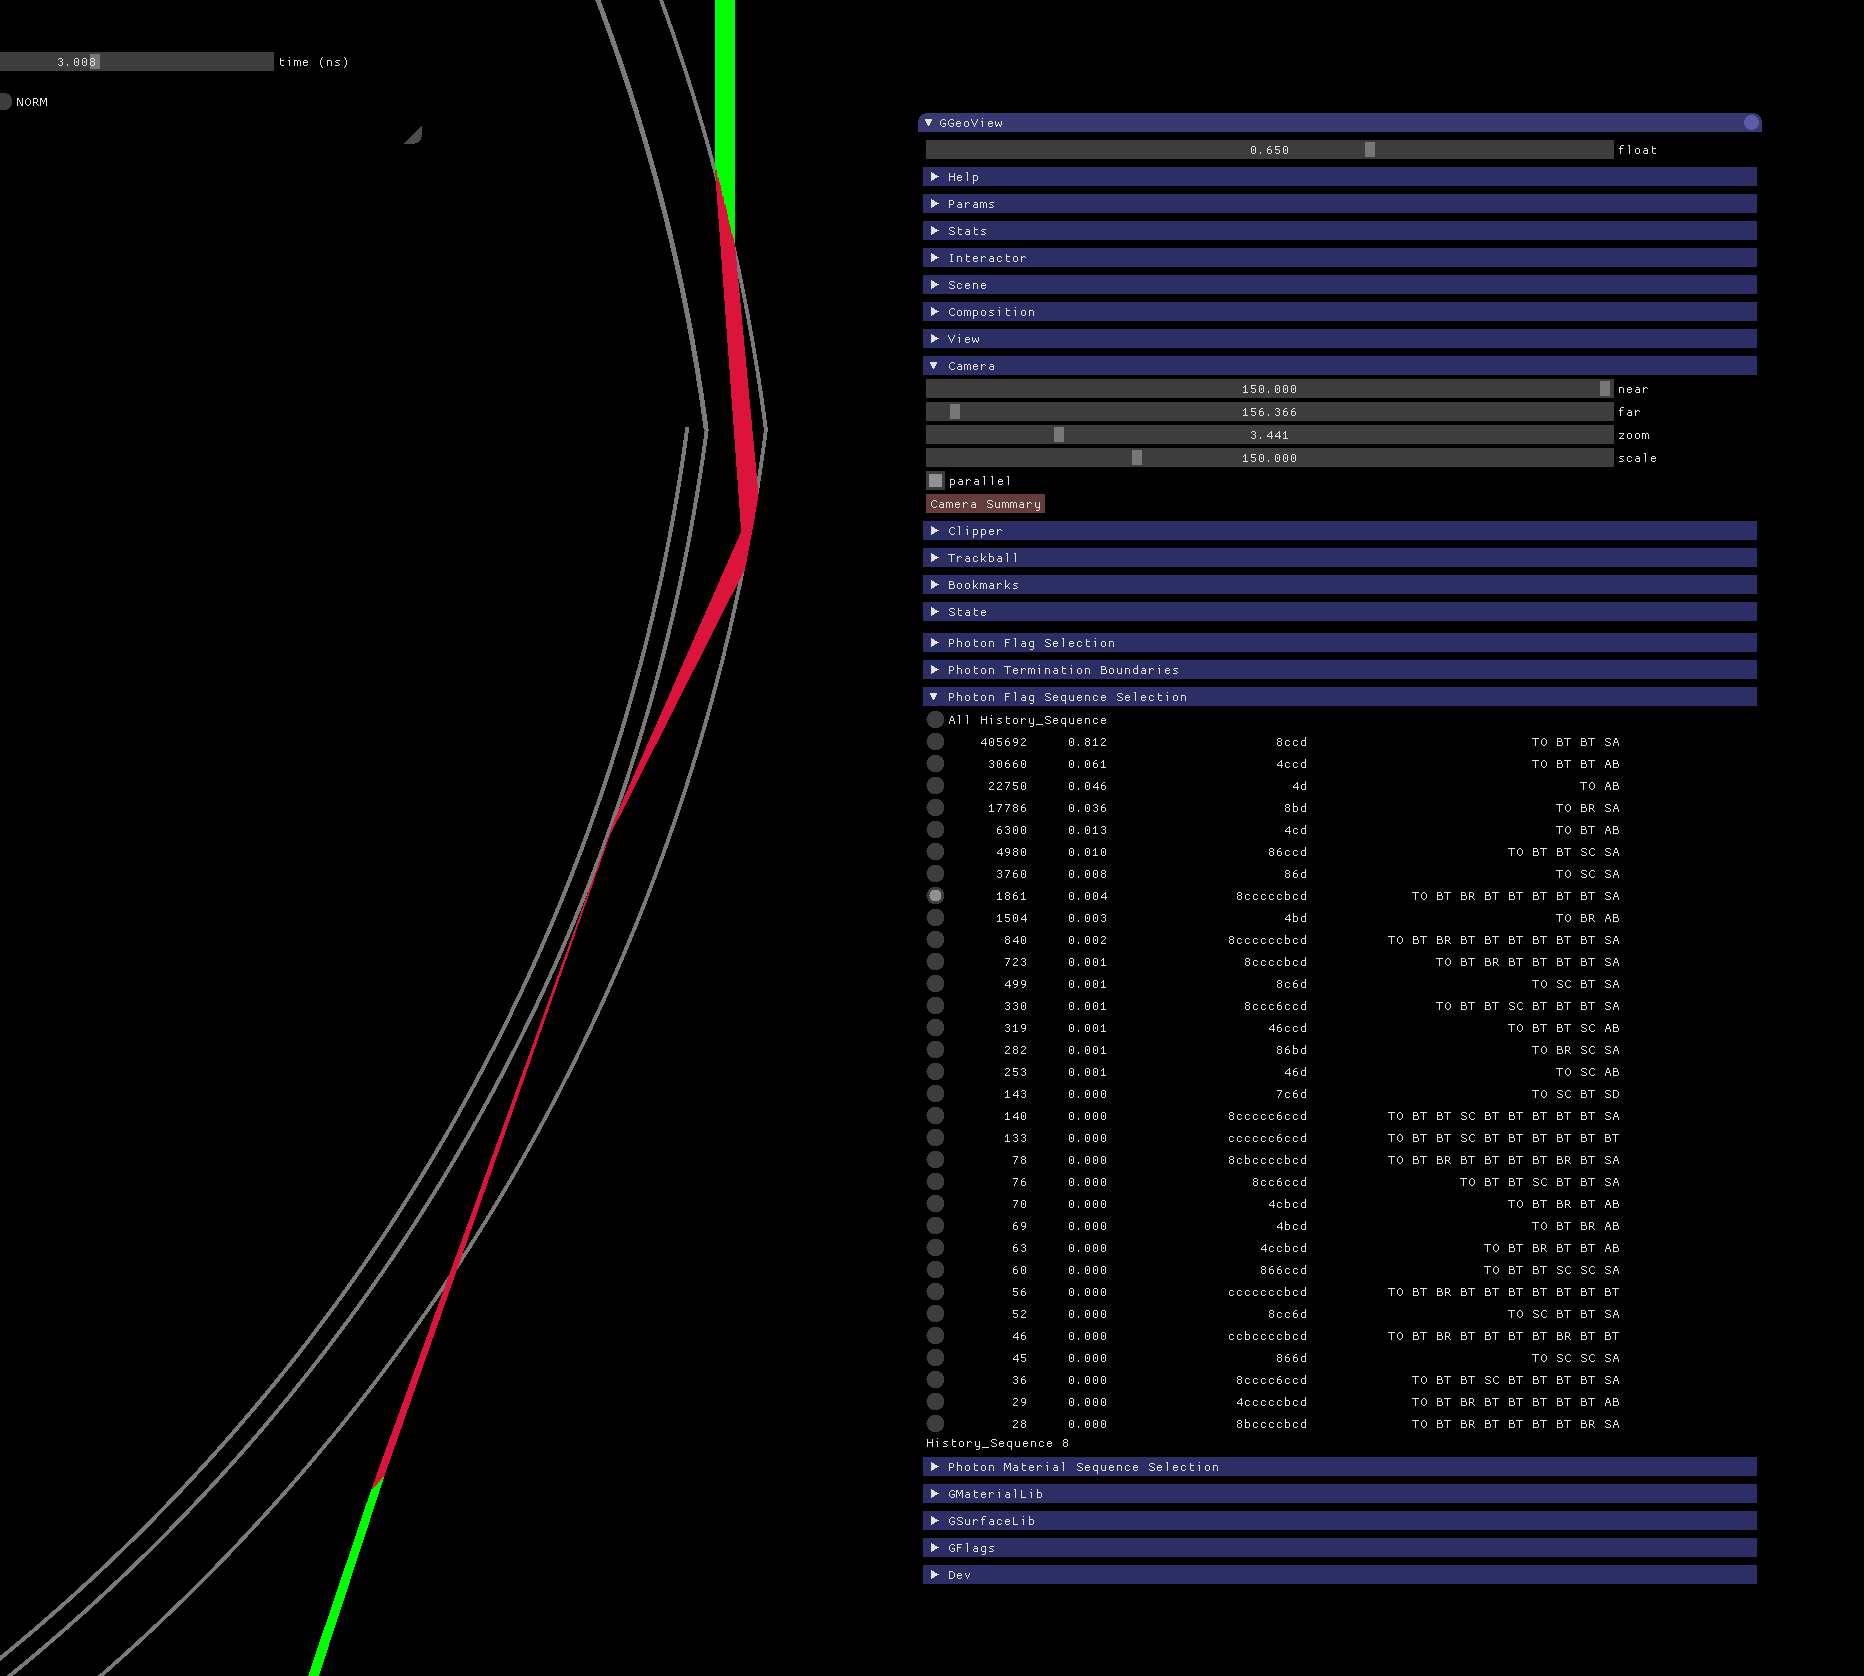 3.008 time (ns)
NORM
GGeoView
0.650 float
Help
Params
Stats
Interactor
Scene
Composition
View
Camera
150.000 near
156.366 far
3.441 zoom
150.000 scale
parallel
Camera Summary
Clipper
Trackball
Bookmarks
State
Photon Flag Selection
Photon Termination Boundaries
Photon Flag Sequence Selection
All History_Sequence
405692 0.812 8ccd TO BT BT SA
30660 0.061 4ccd TO BT BT AB
22750 0.046 4d TO AB
17786 0.036 8bd TO BR SA
6300 0.013 4cd TO BT AB
4980 0.010 86ccd TO BT BT SC SA
3760 0.008 86d TO SC SA
1861 0.004 8cccccbcd TO BT BR BT BT BT BT BT SA
1504 0.003 4bd TO BR AB
840 0.002 8ccccccbcd TO BT BR BT BT BT BT BT BT SA
723 0.001 8ccccbcd TO BT BR BT BT BT BT SA
499 0.001 8c6d TO SC BT SA
330 0.001 8ccc6ccd TO BT BT SC BT BT BT SA
319 0.001 46ccd TO BT BT SC AB
282 0.001 86bd TO BR SC SA
253 0.001 46d TO SC AB
143 0.000 7c6d TO SC BT SD
140 0.000 8ccccc6ccd TO BT BT SC BT BT BT BT BT SA
133 0.000 cccccc6ccd TO BT BT SC BT BT BT BT BT BT
78 0.000 8cbccccbcd TO BT BR BT BT BT BT BR BT SA
76 0.000 8cc6ccd TO BT BT SC BT BT SA
70 0.000 4cbcd TO BT BR BT AB
69 0.000 4bcd TO BT BR AB
63 0.000 4ccbcd TO BT BR BT BT AB
60 0.000 866ccd TO BT BT SC SC SA
56 0.000 cccccccbcd TO BT BR BT BT BT BT BT BT BT
52 0.000 8cc6d TO SC BT BT SA
46 0.000 ccbccccbcd TO BT BR BT BT BT BT BR BT BT
45 0.000 866d TO SC SC SA
36 0.000 8cccc6ccd TO BT BT SC BT BT BT BT SA
29 0.000 4cccccbcd TO BT BR BT BT BT BT BT AB
28 0.000 8bccccbcd TO BT BR BT BT BT BT BR SA
History_Sequence 8
Photon Material Sequence Selection
GMaterialLib
GSurfaceLib
GFlags
Dev